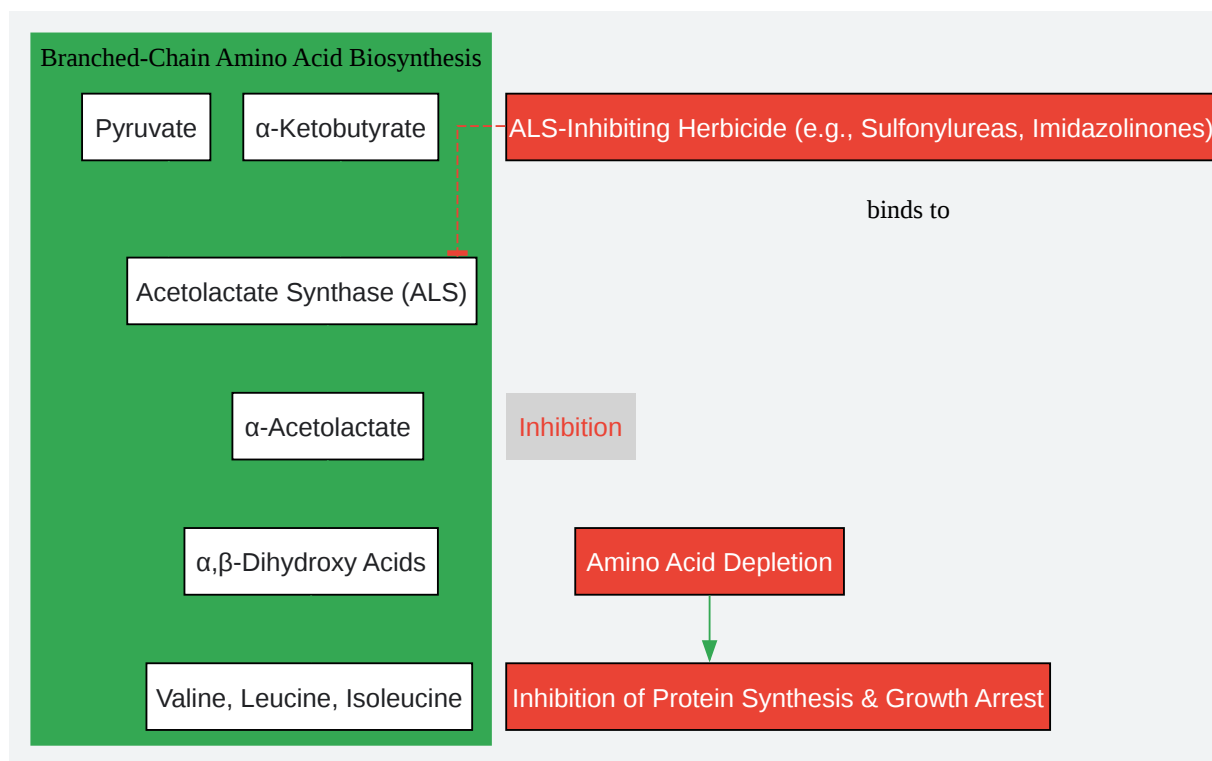 Branched-Chain Amino Acid Biosynthesis
Pyruvate
α-Ketobutyrate
ALS-Inhibiting Herbicide (e.g., Sulfonylureas, Imidazolinones)
binds to
Acetolactate Synthase (ALS)
α-Acetolactate
Inhibition
α,β-Dihydroxy Acids
Amino Acid Depletion
Valine, Leucine, Isoleucine
Inhibition of Protein Synthesis & Growth Arrest